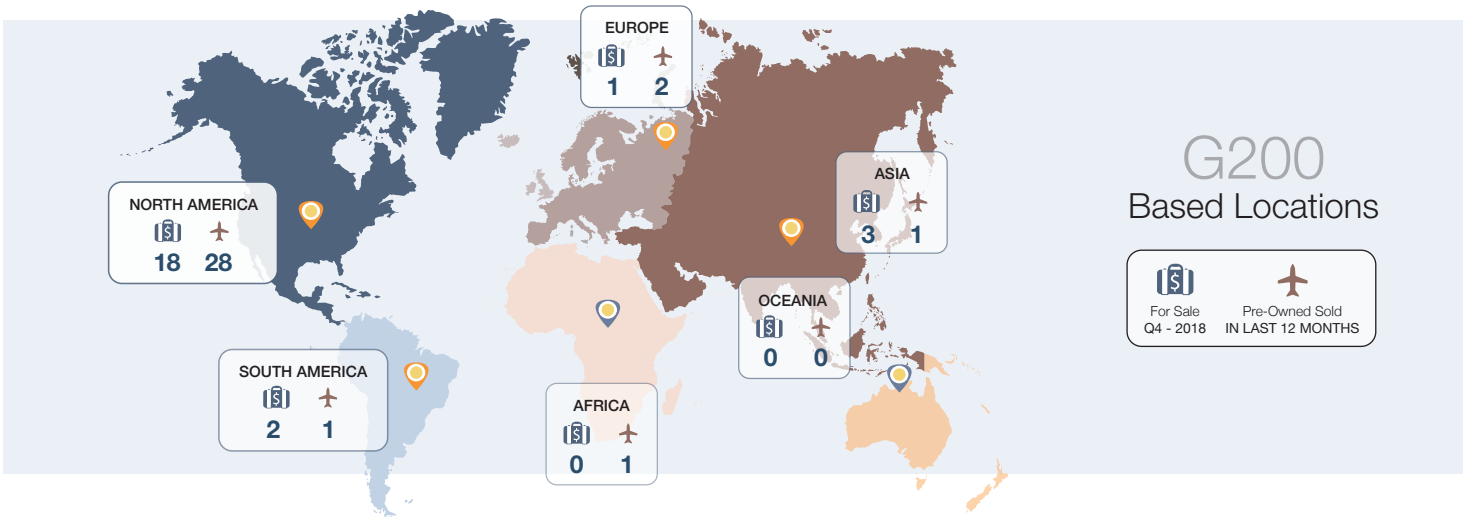 EUROPE
1 2
NORTH AMERICA
18 28
ASIA
3 1
OCEANIA
0 0
SOUTH AMERICA
2 1
AFRICA
0 1
G200
Based Locations
$
For Sale
Q4 - 2018
Pre-Owned Sold
IN LAST 12 MONTHS